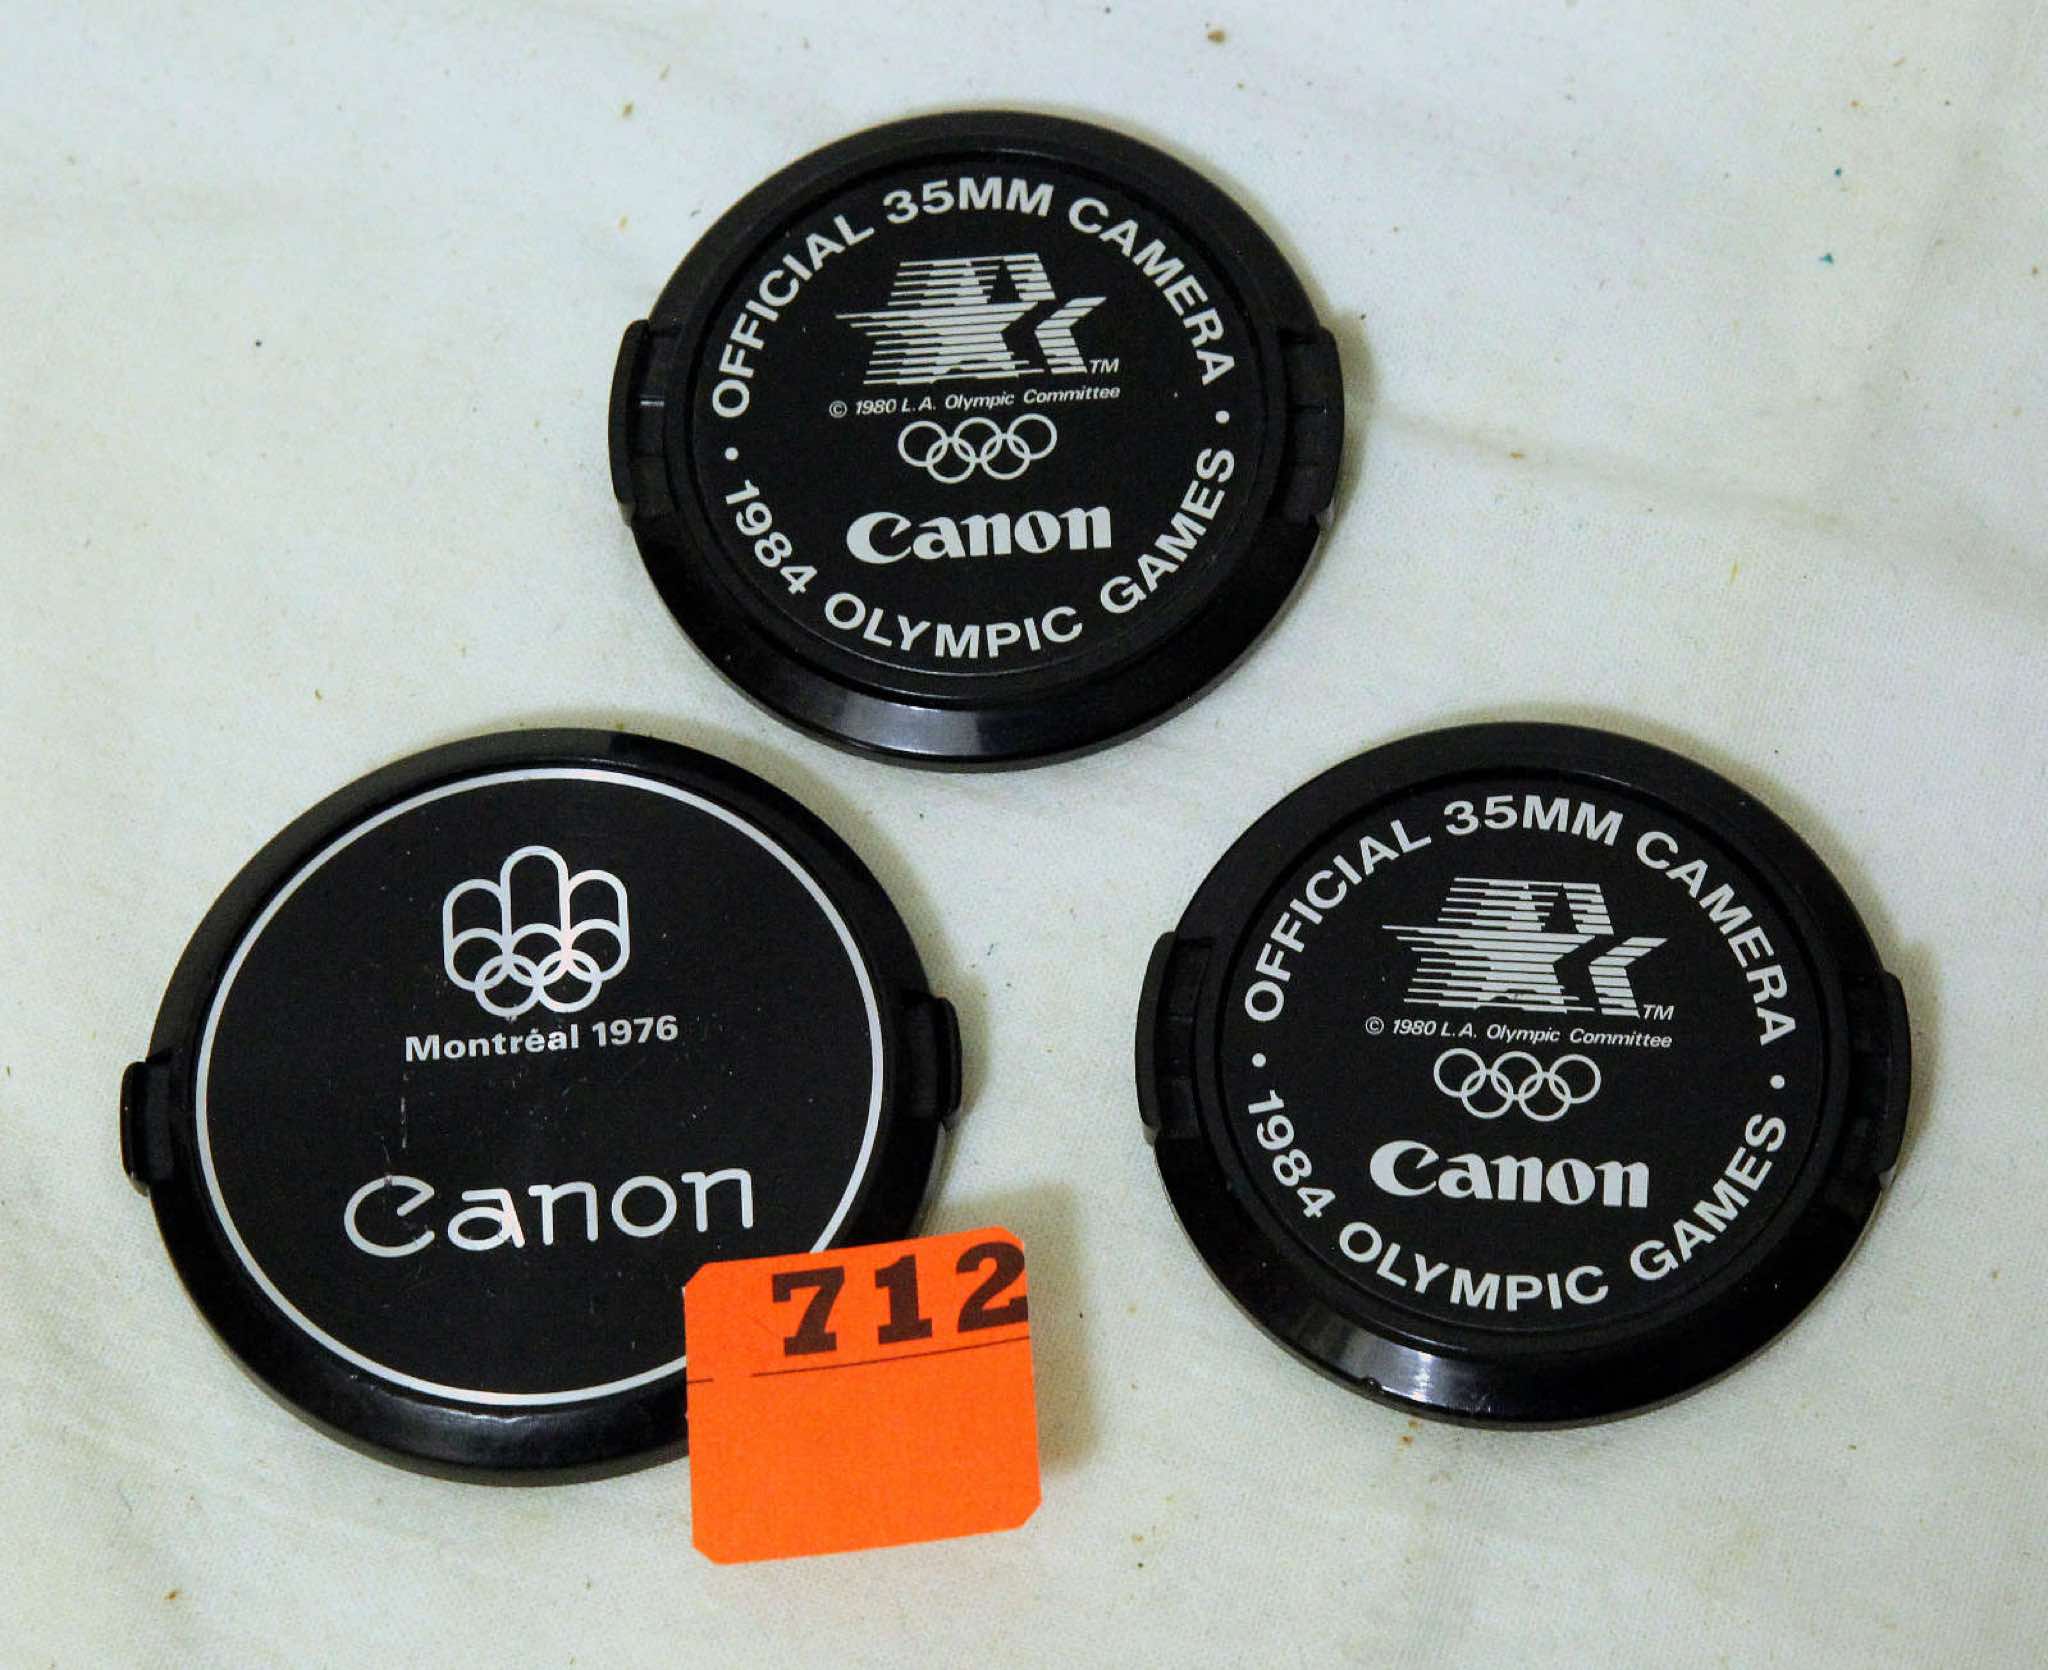 OFFICIAL 35MM CAMERA
TM
© 1980 L.A. Olympic Committee
Canon
• 1984 OLYMPIC GAMES •
Montréal 1976
Canon
712
OFFICIAL 35MM CAMERA
TM
© 1980 L.A. Olympic Committee
Canon
• 1984 OLYMPIC GAMES •